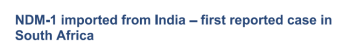 NDM-1 imported from India – first reported case in
South Africa